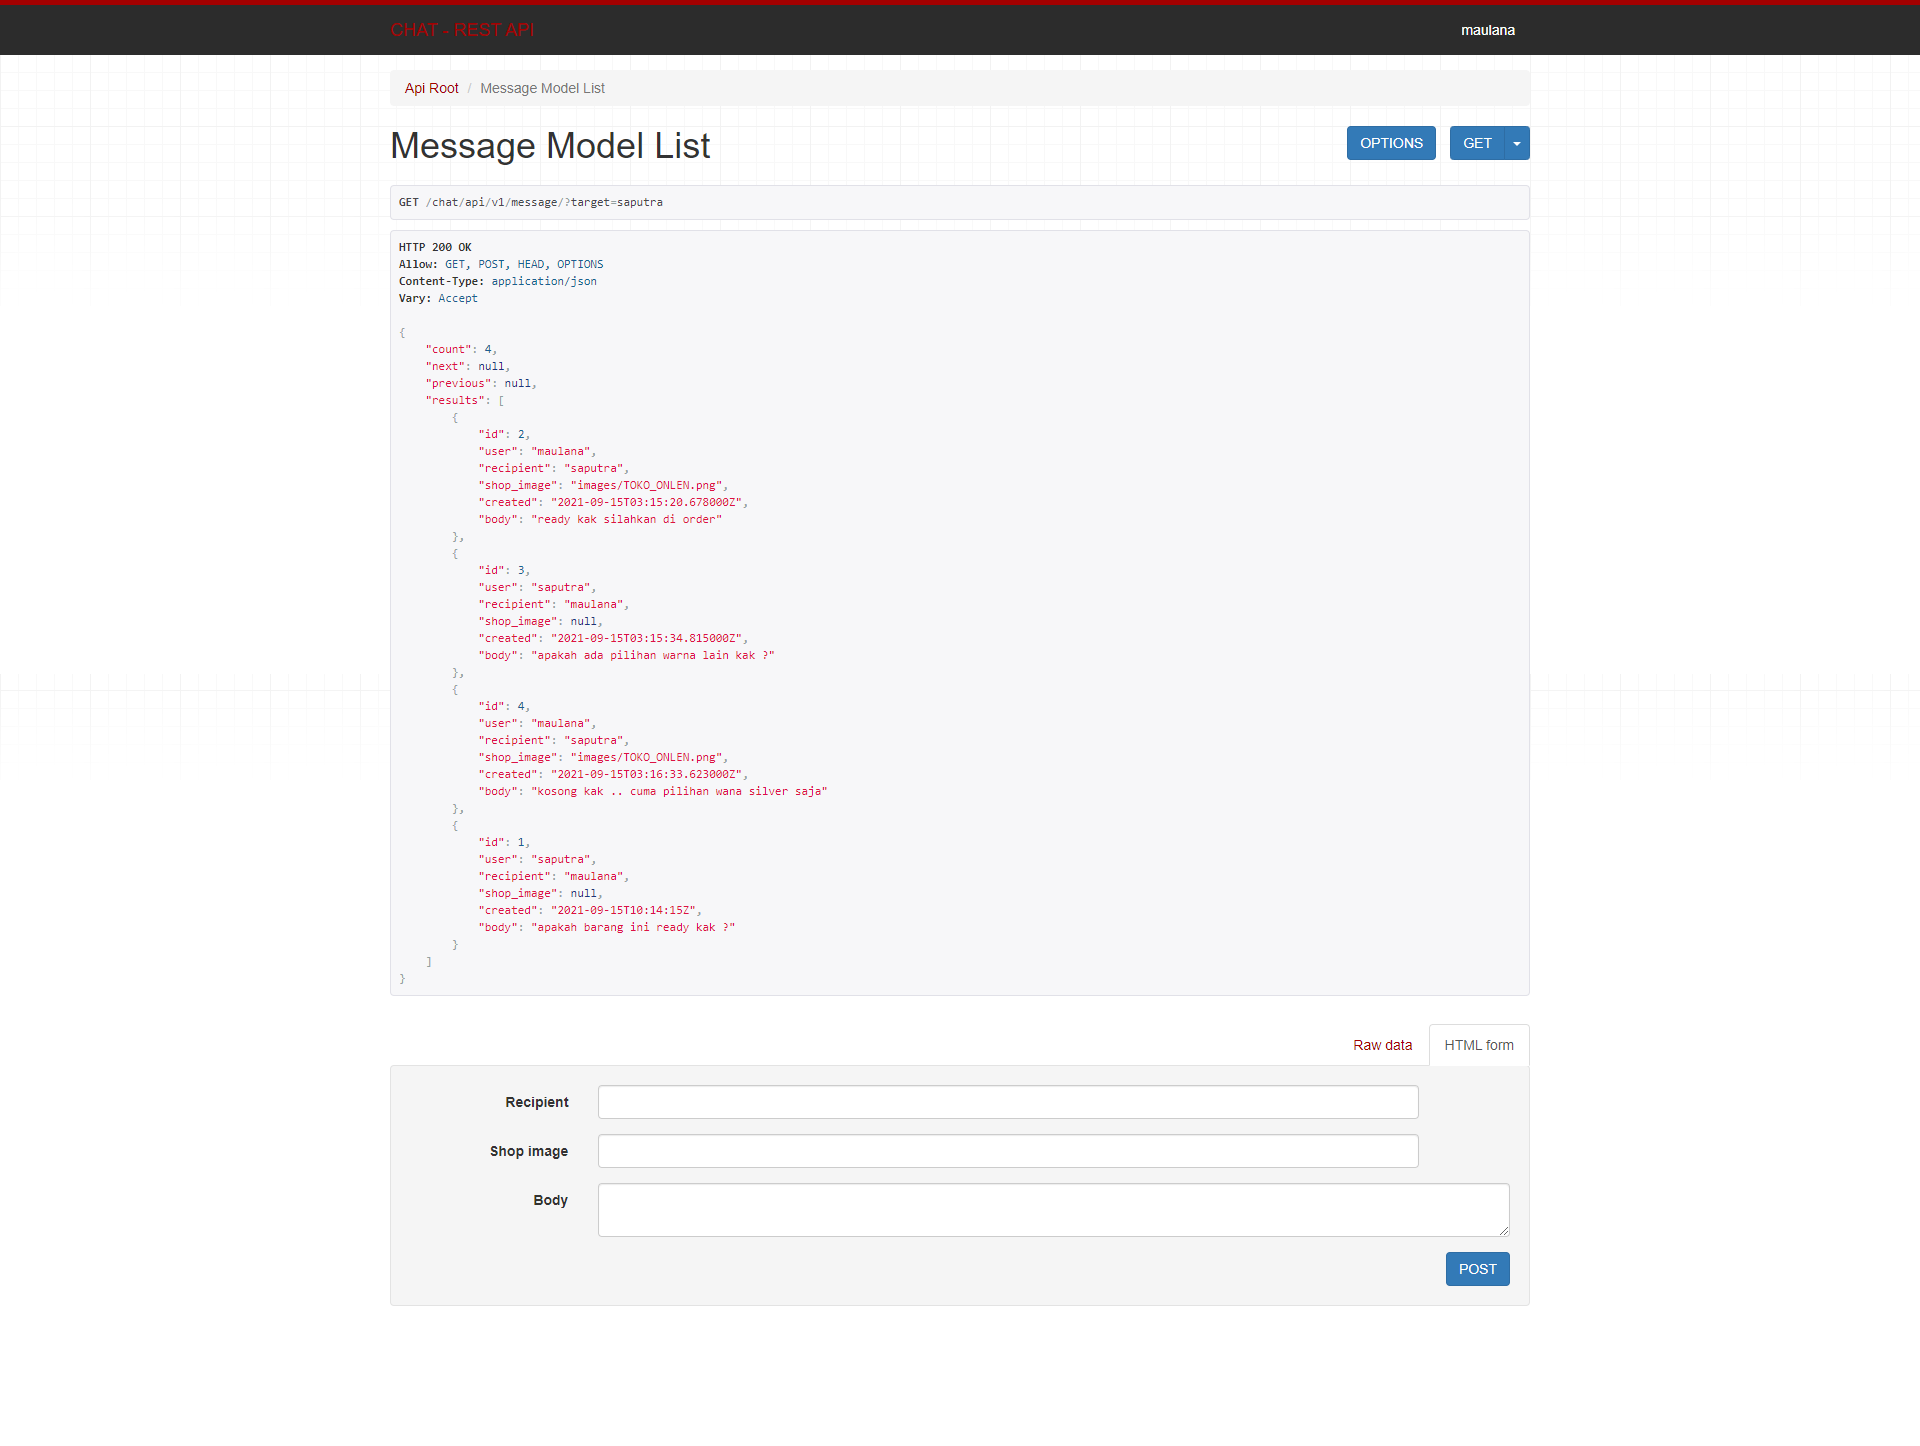 CHAT - REST API
maulana
Api Root / Message Model List
Message Model List
OPTIONS
GET
GET /chat/api/v1/message/?target=saputra
HTTP 200 OK
Allow: GET, POST, HEAD, OPTIONS
Content-Type: application/json
Vary: Accept
{
"count": 4,
"next": null,
"previous": null,
"results": [
{
"id": 2,
"user": "maulana",
"recipient": "saputra",
"shop_image": "images/TOKO_ONLEN.png",
"created": "2021-09-15T03:15:20.678000Z",
"body": "ready kak silahkan di order"
},
{
"id": 3,
"user": "saputra",
"recipient": "maulana",
"shop_image": null,
"created": "2021-09-15T03:15:34.815000Z",
"body": "apakah ada pilihan warna lain kak ?"
},
{
"id": 4,
"user": "maulana",
"recipient": "saputra",
"shop_image": "images/TOKO_ONLEN.png",
"created": "2021-09-15T03:16:33.623000Z",
"body": "kosong kak .. cuma pilihan wana silver saja"
},
{
"id": 1,
"user": "saputra",
"recipient": "maulana",
"shop_image": null,
"created": "2021-09-15T10:14:15Z",
"body": "apakah barang ini ready kak ?"
}
]
}
Raw data
HTML form
Recipient
Shop image
Body
POST